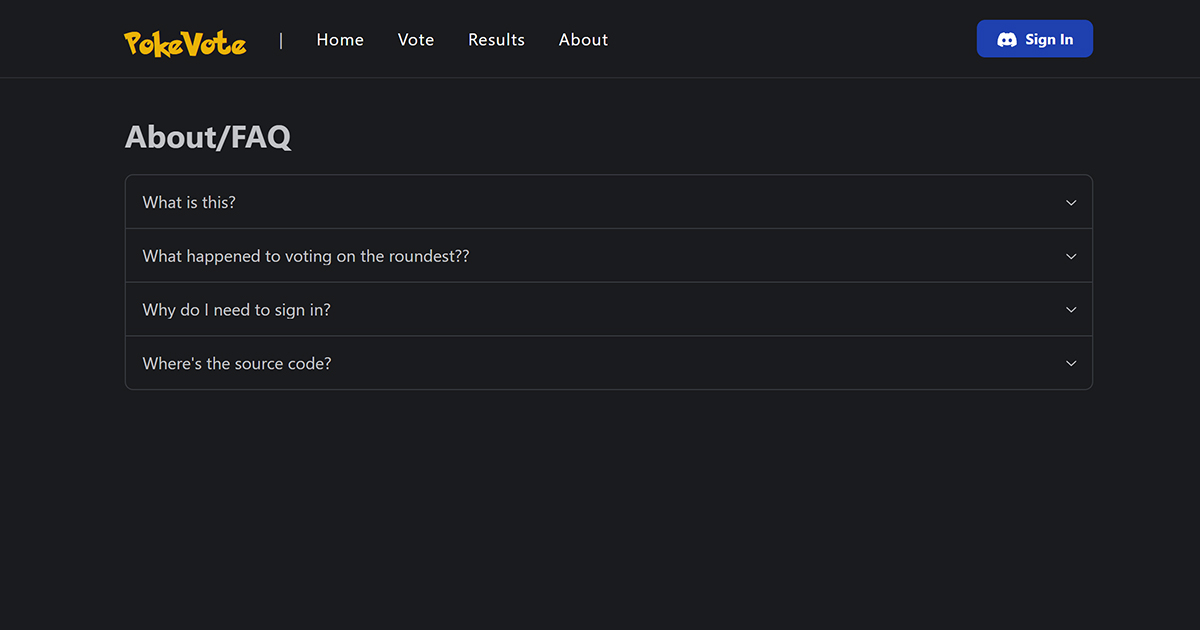 PokeVote | Home Vote Results About Sign In
About/FAQ
What is this?
What happened to voting on the roundest??
Why do I need to sign in?
Where's the source code?